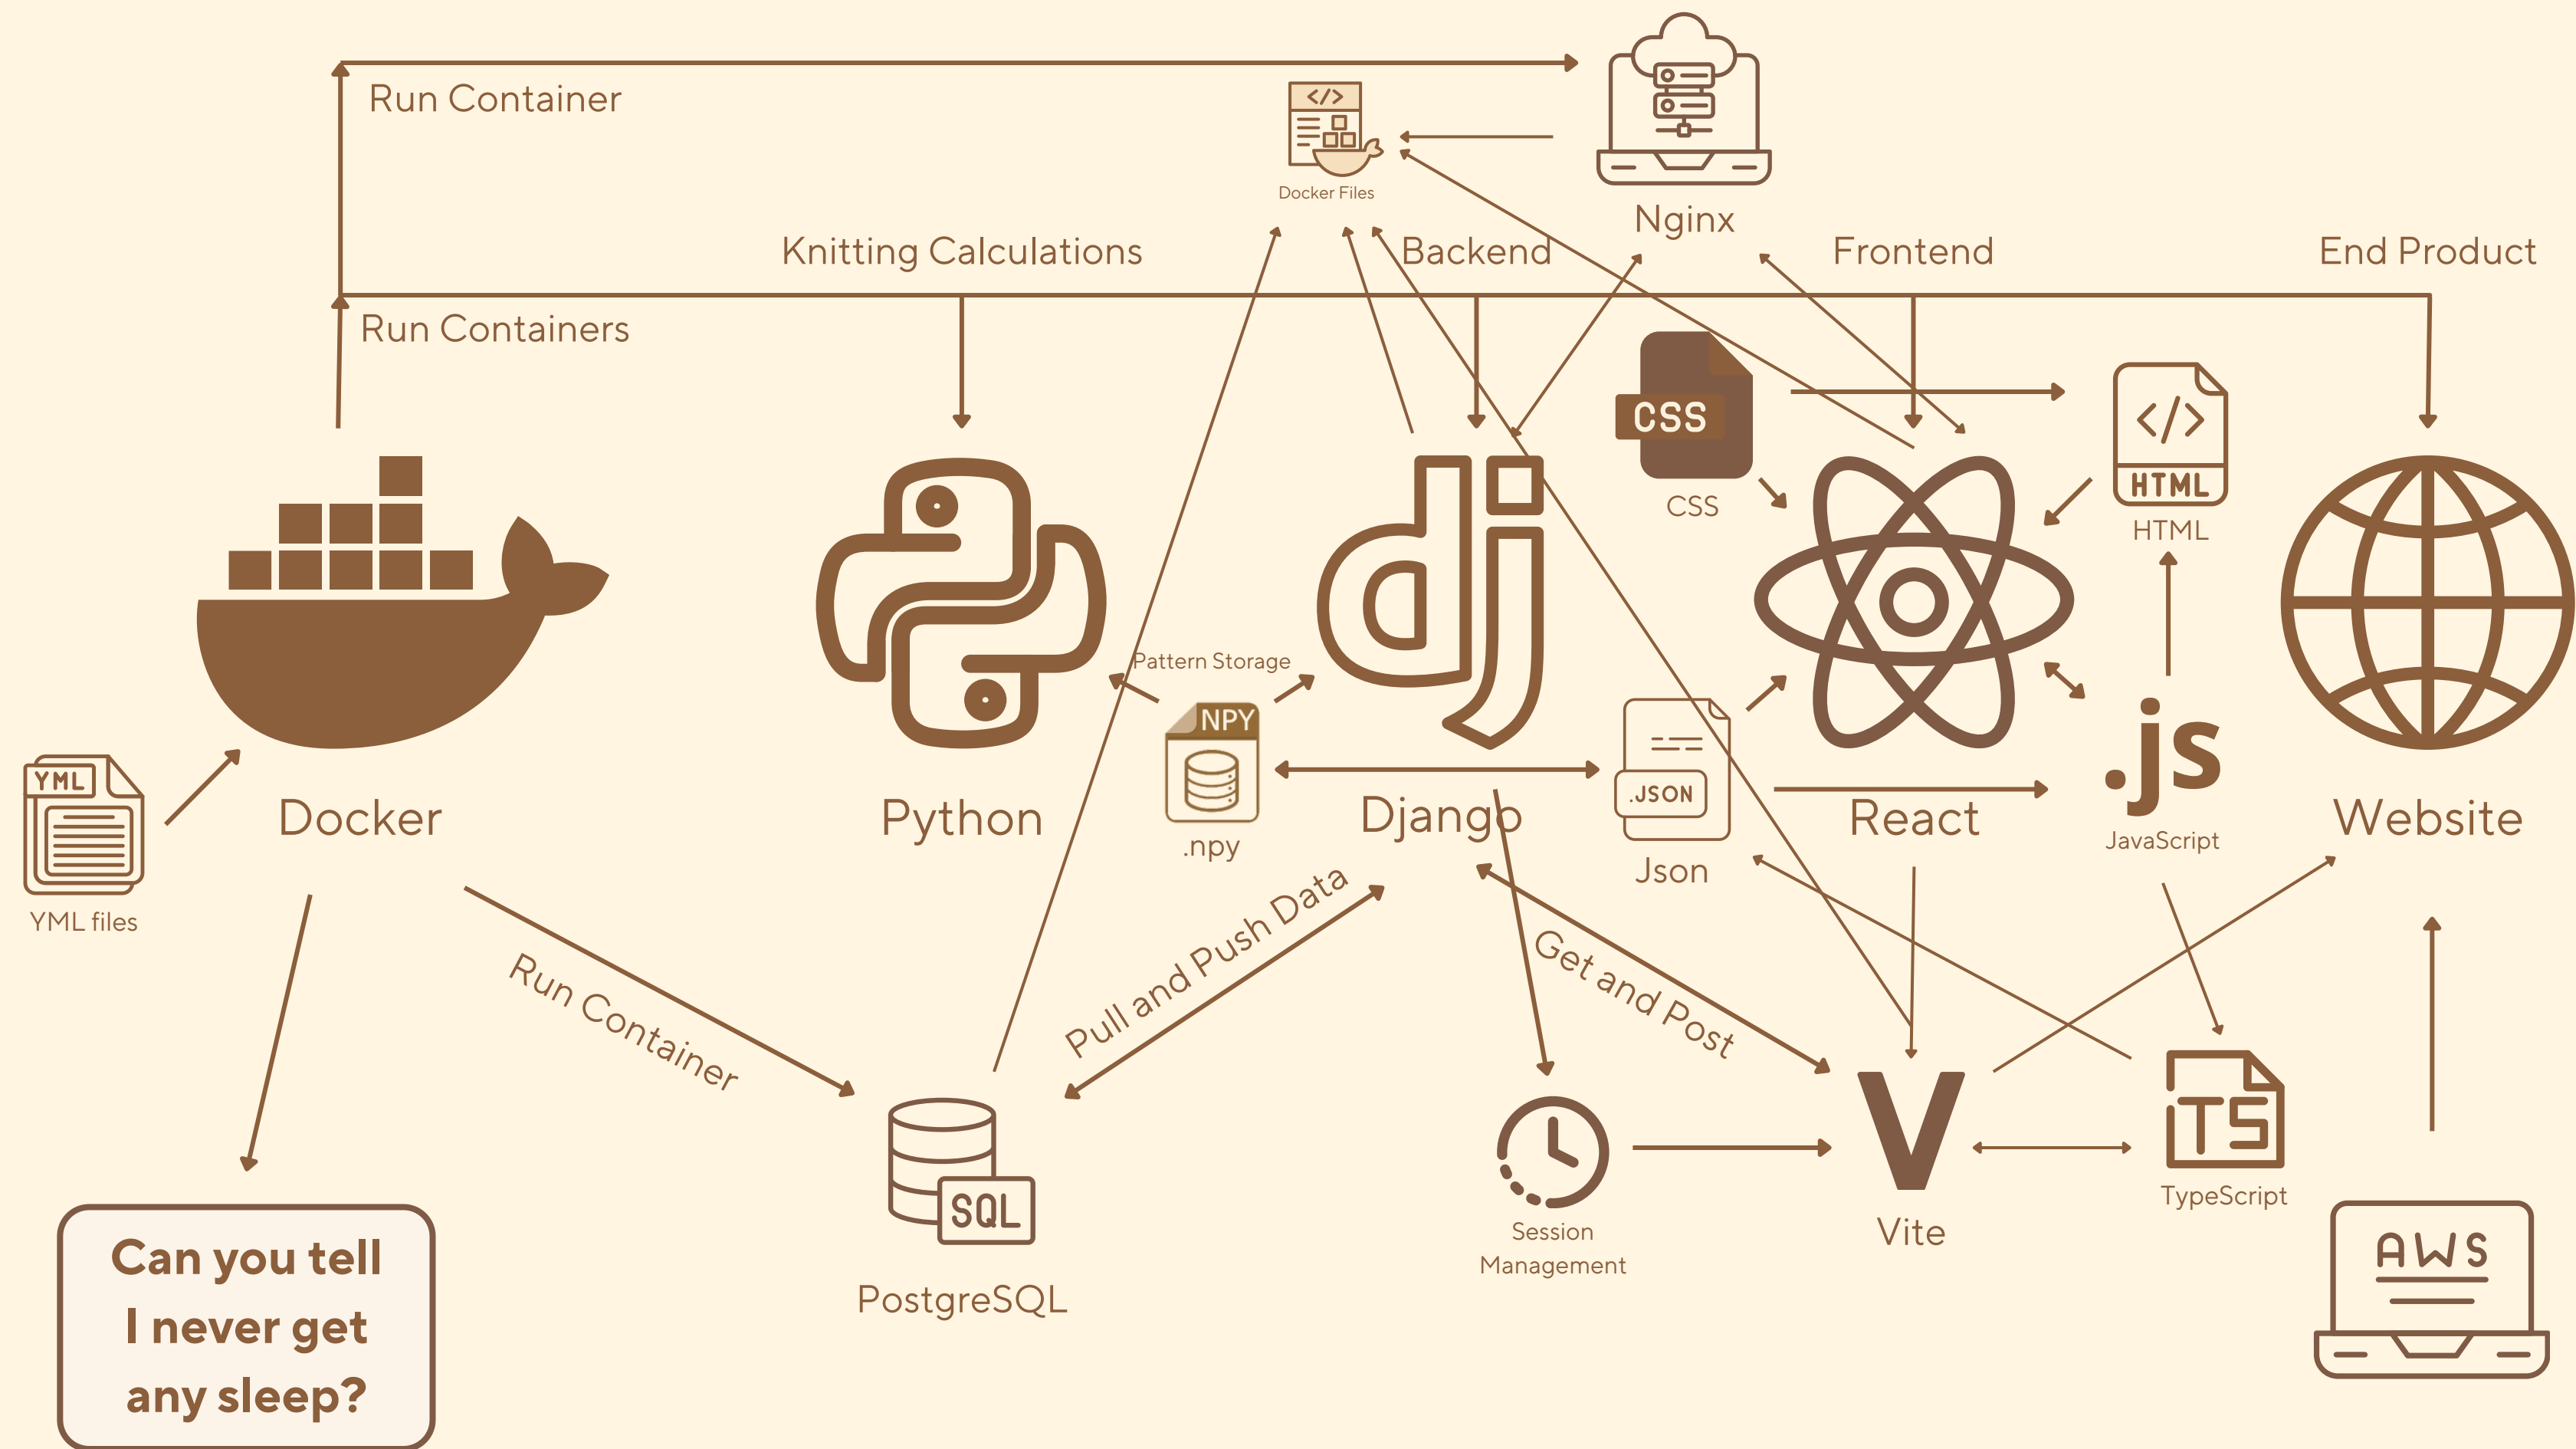 Run Container
</>
Docker Files
Nginx
Knitting Calculations
Backend
Frontend
End Product
Run Containers
CSS
CSS
</>
HTML
HTML
Pattern Storage
NPY
.npy
.JSON
Json
.js
JavaScript
YML
YML files
Docker
Python
Django
React
Website
Run Container
Pull and Push Data
Get and Post
SQL
PostgreSQL
Session
Management
V
Vite
TS
TypeScript
AWS
Can you tell
I never get
any sleep?